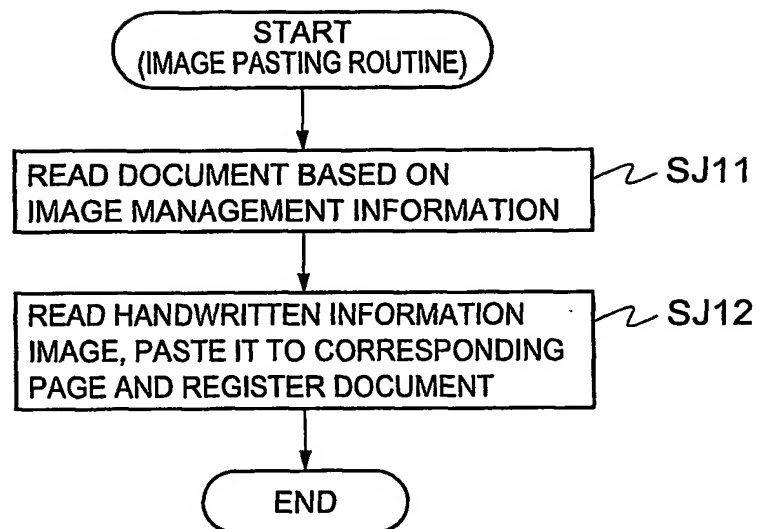 START
(IMAGE PASTING ROUTINE)
READ DOCUMENT BASED ON
IMAGE MANAGEMENT INFORMATION
SJ11
READ HANDWRITTEN INFORMATION
IMAGE, PASTE IT TO CORRESPONDING
PAGE AND REGISTER DOCUMENT
SJ12
END